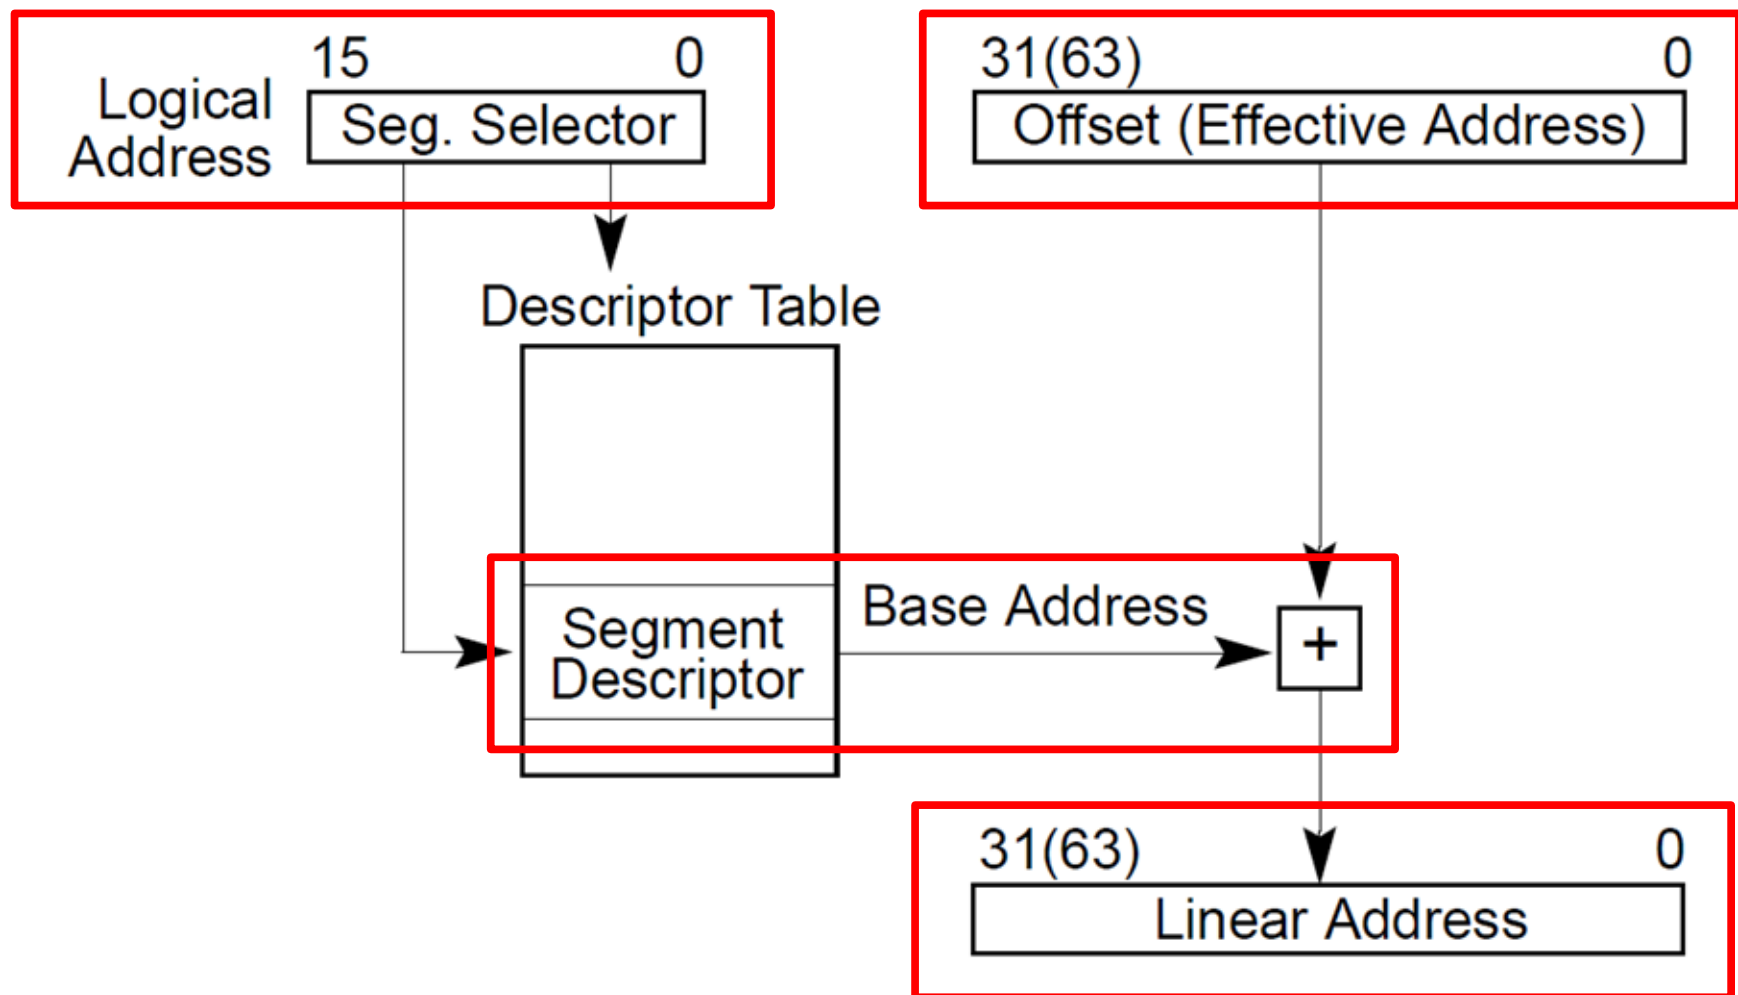 15 0
31(63) 0
Logical
Address
Seg. Selector
Offset (Effective Address)
Descriptor Table
Segment
Descriptor
Base Address
+
31(63) 0
Linear Address